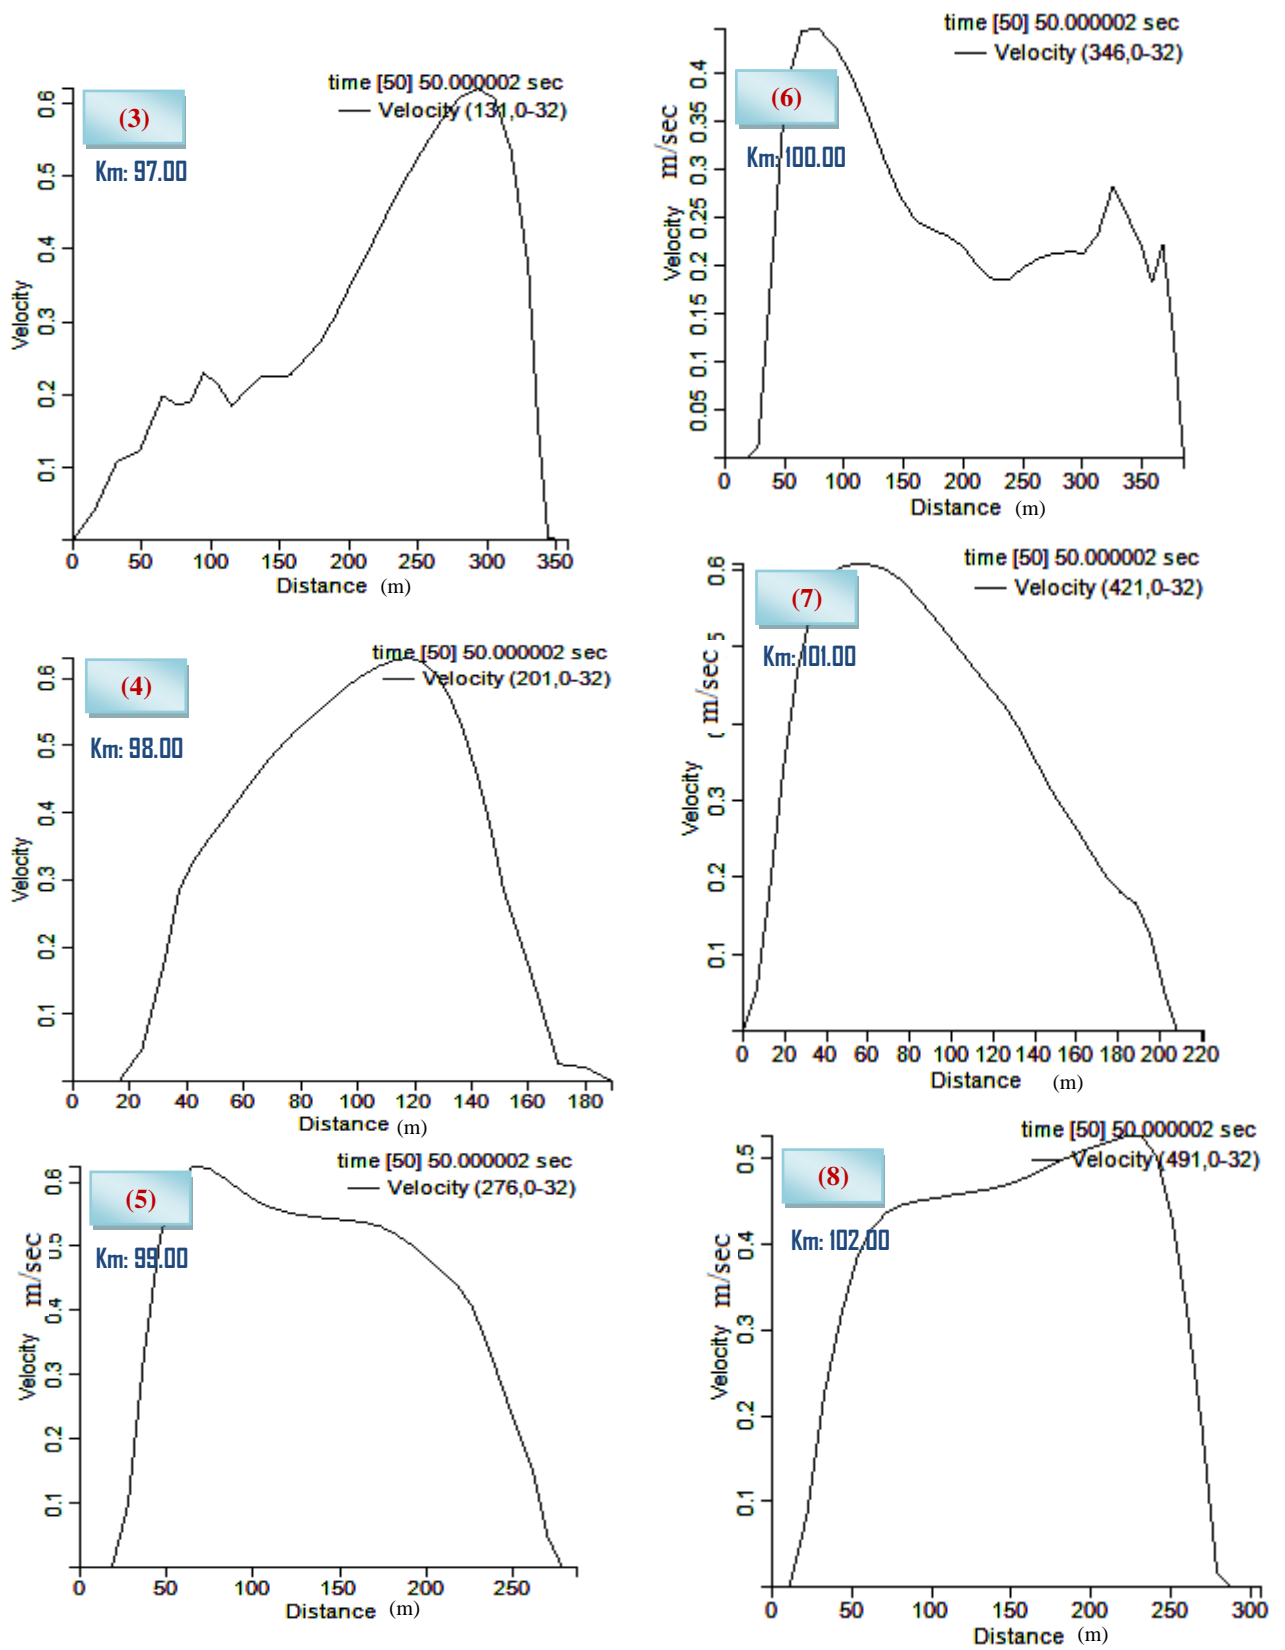 time [50] 50.000002 sec
Velocity (131,0-32)
(3)
Km: 97.00
Velocity
0.1 0.2 0.3 0.4 0.5 0.6
0 50 100 150 200 250 300 350
Distance (m)
time [50] 50.000002 sec
Velocity (201,0-32)
(4)
Km: 98.00
Velocity
0.1 0.2 0.3 0.4 0.5 0.6
0 20 40 60 80 100 120 140 160 180
Distance (m)
time [50] 50.000002 sec
Velocity (276,0-32)
(5)
Km: 99.00
Velocity m/sec
0.1 0.2 0.3 0.4 0.5 0.6
0 50 100 150 200 250
Distance (m)
time [50] 50.000002 sec
Velocity (346,0-32)
(6)
Km: 100.00
Velocity m/sec
0.05 0.1 0.15 0.2 0.25 0.3 0.35 0.4
0 50 100 150 200 250 300 350
Distance (m)
time [50] 50.000002 sec
Velocity (421,0-32)
(7)
Km: 101.00
Velocity ( m/sec
0.1 0.2 0.3 5 0.6
0 20 40 60 80 100 120 140 160 180 200 220
Distance (m)
time [50] 50.000002 sec
Velocity (491,0-32)
(8)
Km: 102.00
Velocity m/sec
0.1 0.2 0.3 0.4 0.5
0 50 100 150 200 250 300
Distance (m)